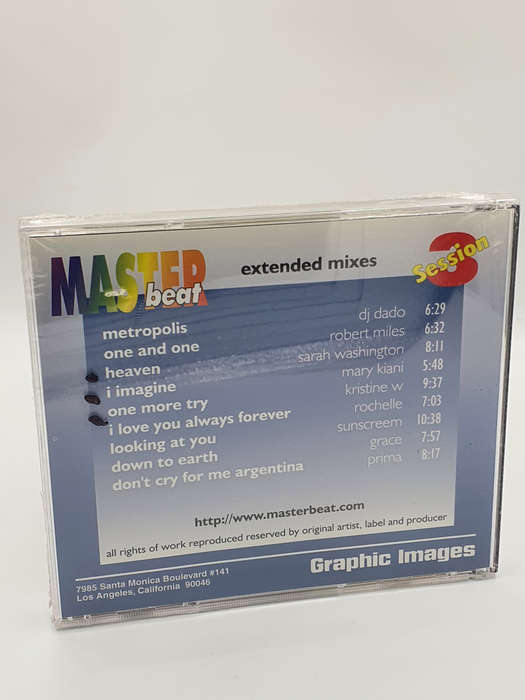 MASTER beat extended mixes Session 3
metropolis dj dado 6:29
one and one robert miles 6:32
heaven sarah washington 8:11
i imagine mary kiani 5:48
one more try kristine w 9:37
i love you always forever rochelle 7:03
looking at you sunscreem 10:38
down to earth grace 7:57
don't cry for me argentina prima 8:17
http://www.masterbeat.com
all rights of work reproduced reserved by original artist, label and producer
Graphic Images
7985 Santa Monica Boulevard #141
Los Angeles, California 90046